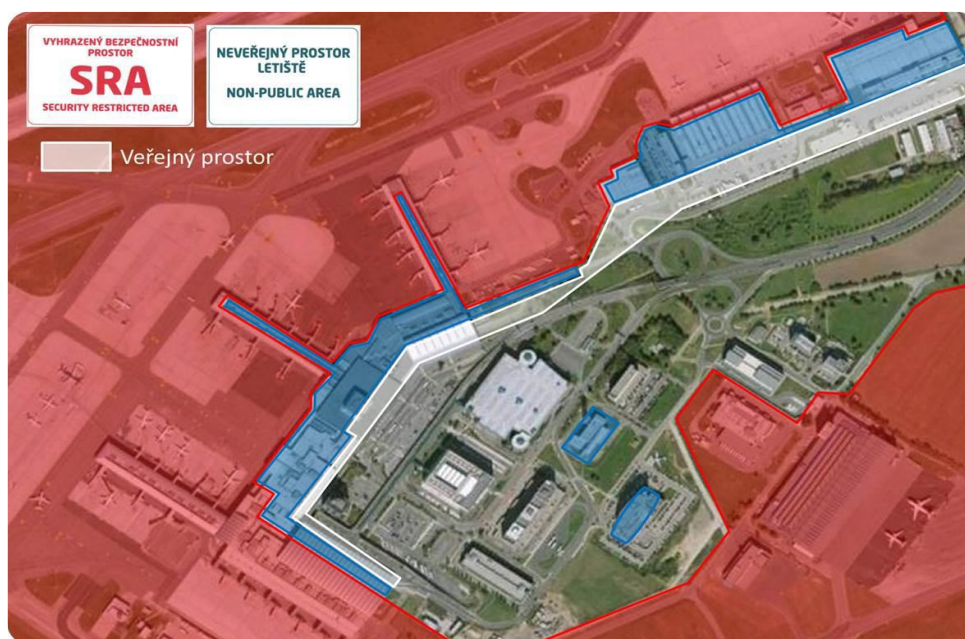 VYHRAZENÝ BEZPEČNOSTNÍ
PROSTOR
SRA
SECURITY RESTRICTED AREA
NEVEŘEJNÝ PROSTOR
LETIŠTĚ
NON-PUBLIC AREA
Veřejný prostor